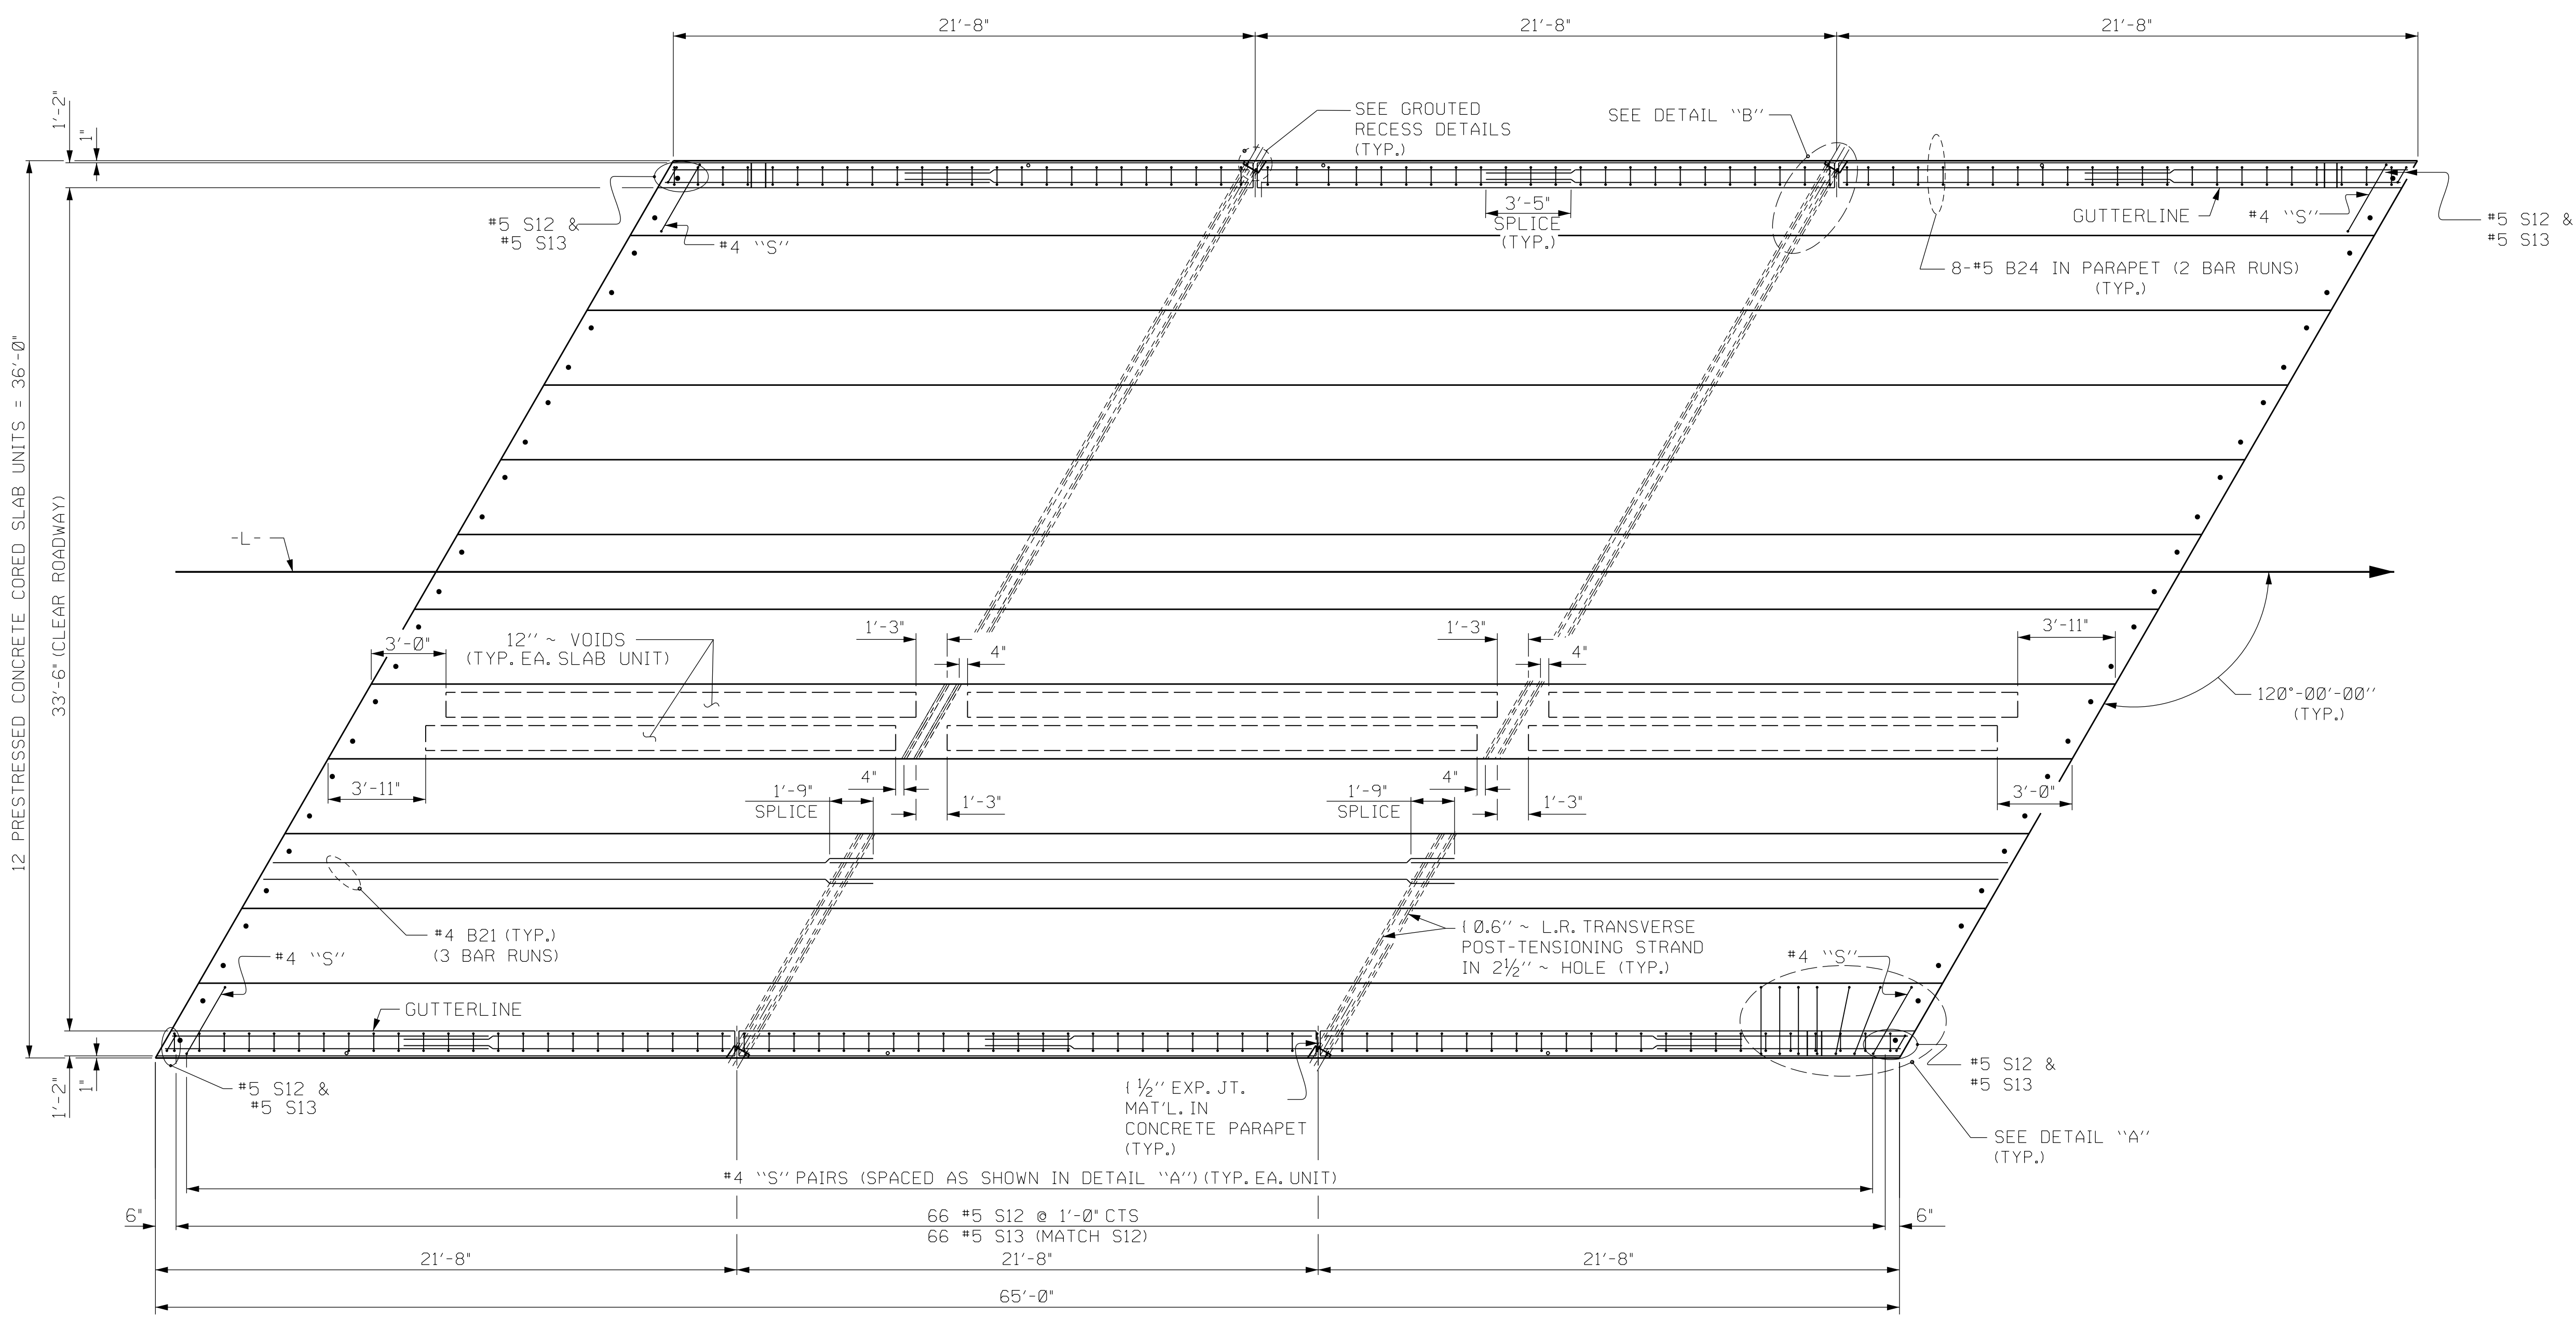 21'-8"
21'-8"
21'-8"
1'-2"
1"
SEE GROUTED
RECESS DETAILS
(TYP.)
SEE DETAIL ‶B″
#5 S12 &
#5 S13
#4 ‶S″
3'-5"
SPLICE
(TYP.)
GUTTERLINE
#4 ‶S″
#5 S12 &
#5 S13
8-#5 B24 IN PARAPET (2 BAR RUNS)
(TYP.)
12 PRESTRESSED CONCRETE CORED SLAB UNITS = 36'-0"
33'-6" (CLEAR ROADWAY)
-L-
3'-0"
12'' ~ VOIDS
(TYP. EA. SLAB UNIT)
1'-3"
4"
1'-3"
4"
3'-11"
120°-00'-00''
(TYP.)
3'-11"
4"
1'-9"
SPLICE
1'-3"
4"
1'-9"
SPLICE
1'-3"
3'-0"
#4 B21 (TYP.)
(3 BAR RUNS)
{ 0.6'' ~ L.R. TRANSVERSE
POST-TENSIONING STRAND
IN 2½'' ~ HOLE (TYP.)
#4 ‶S″
#4 ‶S″
GUTTERLINE
1'-2"
1"
#5 S12 &
#5 S13
{ ½'' EXP. JT.
MAT'L. IN
CONCRETE PARAPET
(TYP.)
#5 S12 &
#5 S13
SEE DETAIL ‶A″
(TYP.)
#4 ‶S″ PAIRS (SPACED AS SHOWN IN DETAIL ‶A″) (TYP. EA. UNIT)
6"
66 #5 S12 @ 1'-0" CTS
66 #5 S13 (MATCH S12)
6"
21'-8"
21'-8"
21'-8"
65'-0"